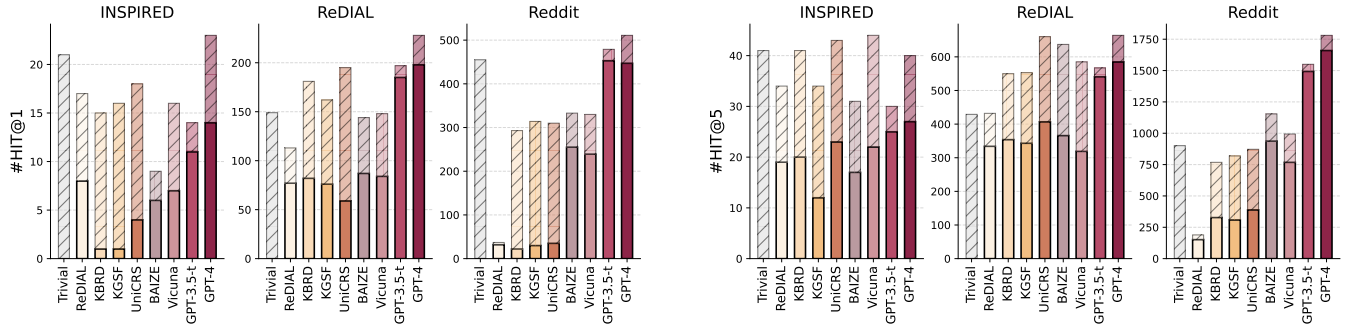 INSPIRED
ReDIAL
Reddit
#HIT@1
20
15
10
5
0
200
150
100
50
0
500
400
300
200
100
0
Trivial
ReDIAL
KBRD
KGSF
UniCRS
BAIZE
Vicuna
GPT-3.5-t
GPT-4
Trivial
ReDIAL
KBRD
KGSF
UniCRS
BAIZE
Vicuna
GPT-3.5-t
GPT-4
Trivial
ReDIAL
KBRD
KGSF
UniCRS
BAIZE
Vicuna
GPT-3.5-t
GPT-4
INSPIRED
ReDIAL
Reddit
#HIT@5
40
30
20
10
0
600
500
400
300
200
100
0
1750
1500
1250
1000
750
500
250
0
Trivial
ReDIAL
KBRD
KGSF
UniCRS
BAIZE
Vicuna
GPT-3.5-t
GPT-4
Trivial
ReDIAL
KBRD
KGSF
UniCRS
BAIZE
Vicuna
GPT-3.5-t
GPT-4
Trivial
ReDIAL
KBRD
KGSF
UniCRS
BAIZE
Vicuna
GPT-3.5-t
GPT-4